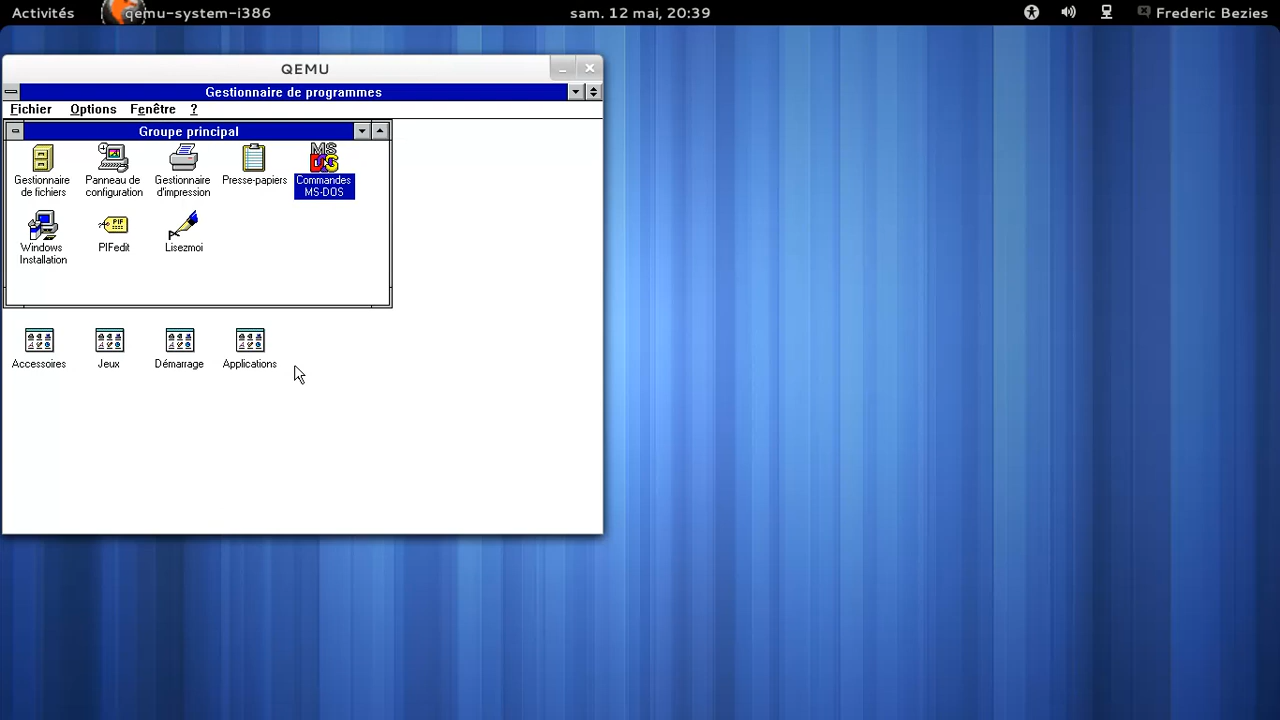 Activités qemu-system-i386 sam. 12 mai, 20:39 Frederic Bezies
QEMU
Gestionnaire de programmes
Fichier Options Fenêtre ?
Groupe principal
Gestionnaire de fichiers
Panneau de configuration
Gestionnaire d'impression
Presse-papiers
MS DOS
Commandes MS-DOS
Windows Installation
PIF
PIFedit
Lisezmoi
Accessoires Jeux Démarrage Applications